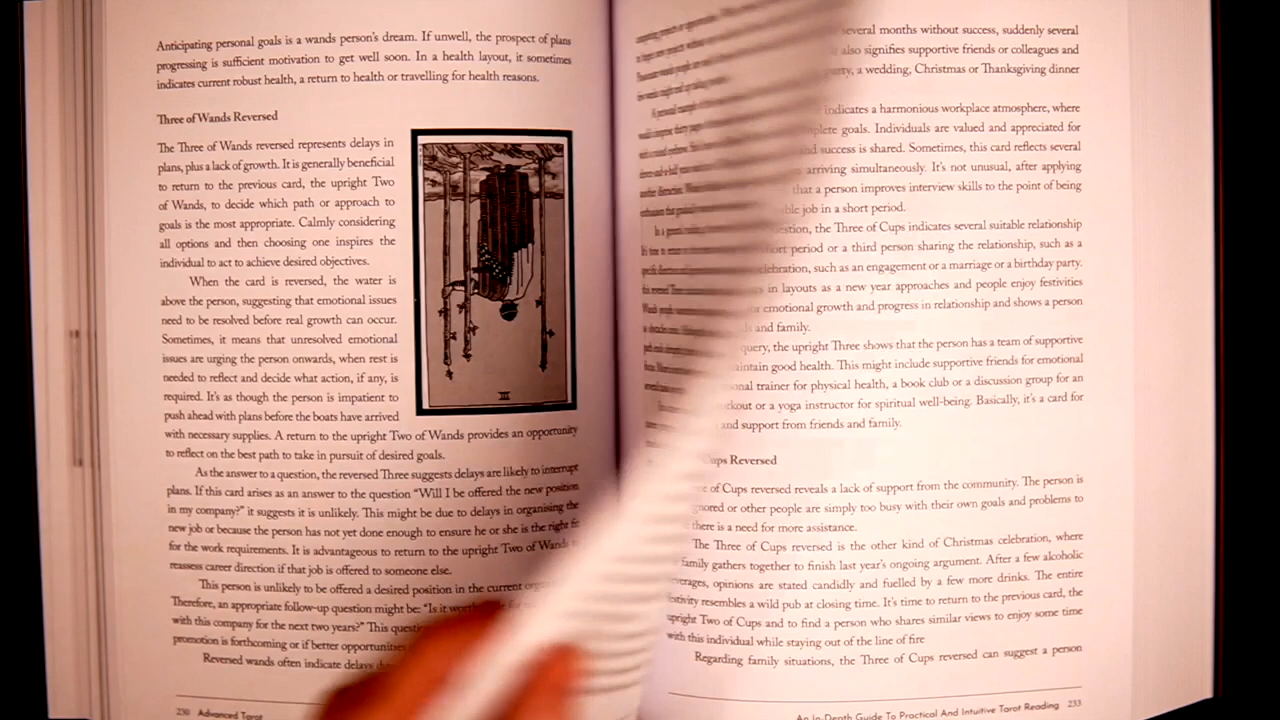 Anticipating personal goals is a wands person's dream. If unwell, the prospect of plans
progressing is sufficient motivation to get well soon. In a health layout, it sometimes
indicates current robust health, a return to health or travelling for health reasons.
Three of Wands Reversed
The Three of Wands reversed represents delays in
plans, plus a lack of growth. It is generally beneficial
to return to the previous card, the upright Two
of Wands, to decide which path or approach to
goals is the most appropriate. Calmly considering
all options and then choosing one inspires the
individual to act to achieve desired objectives.
When the card is reversed, the water is
above the person, suggesting that emotional issues
need to be resolved before real growth can occur.
Sometimes, it means that unresolved emotional
issues are urging the person onwards, when rest is
needed to reflect and decide what action, if any, is
required. It's as though the person is impatient to
push ahead with plans before the boats have arrived
with necessary supplies. A return to the upright Two of Wands provides an opportunity
to reflect on the best path to take in pursuit of desired goals.
As the answer to a question, the reversed Three suggests delays are likely to interrupt
plans. If this card arises as an answer to the question "Will I be offered the new position
in my company?" it suggests it is unlikely. This might be due to delays in organising the
new job or because the person has not yet done enough to ensure he or she is the right fit
for the work requirements. It is advantageous to return to the upright Two of Wands
reassess career direction if that job is offered to someone else.
This person is unlikely to be offered a desired position in the current
Therefore, an appropriate follow-up question might be: "Is it
with this company for the next two years?" This
promotion is forthcoming or if better opportunities
Reversed wands often indicate delays
230 Advanced Tarot
III
several months without success, suddenly several
also signifies supportive friends or colleagues and
a wedding, Christmas or Thanksgiving dinner
indicates a harmonious workplace atmosphere, where
goals. Individuals are valued and appreciated for
success is shared. Sometimes, this card reflects several
arriving simultaneously. It's not unusual, after applying
that a person improves interview skills to the point of being
job in a short period.
the Three of Cups indicates several suitable relationship
period or a third person sharing the relationship, such as a
such as an engagement or a marriage or a birthday party.
in layouts as a new year approaches and people enjoy festivities
emotional growth and progress in relationship and shows a person
and family.
query, the upright Three shows that the person has a team of supportive
good health. This might include supportive friends for emotional
trainer for physical health, a book club or a discussion group for an
or a yoga instructor for spiritual well-being. Basically, it's a card for
and support from friends and family.
Cups Reversed
of Cups reversed reveals a lack of support from the community. The person is
or other people are simply too busy with their own goals and problems to
there is a need for more assistance.
The Three of Cups reversed is the other kind of Christmas celebration, where
family gathers together to finish last year's ongoing argument. After a few alcoholic
opinions are stated candidly and fuelled by a few more drinks. The entire
resembles a wild pub at closing time. It's time to return to the previous card, the
upright Two of Cups and to find a person who shares similar views to enjoy some time
with this individual while staying out of the line of fire
Regarding family situations, the Three of Cups reversed can suggest a person
An In-Depth Guide To Practical And Intuitive Tarot Reading 233